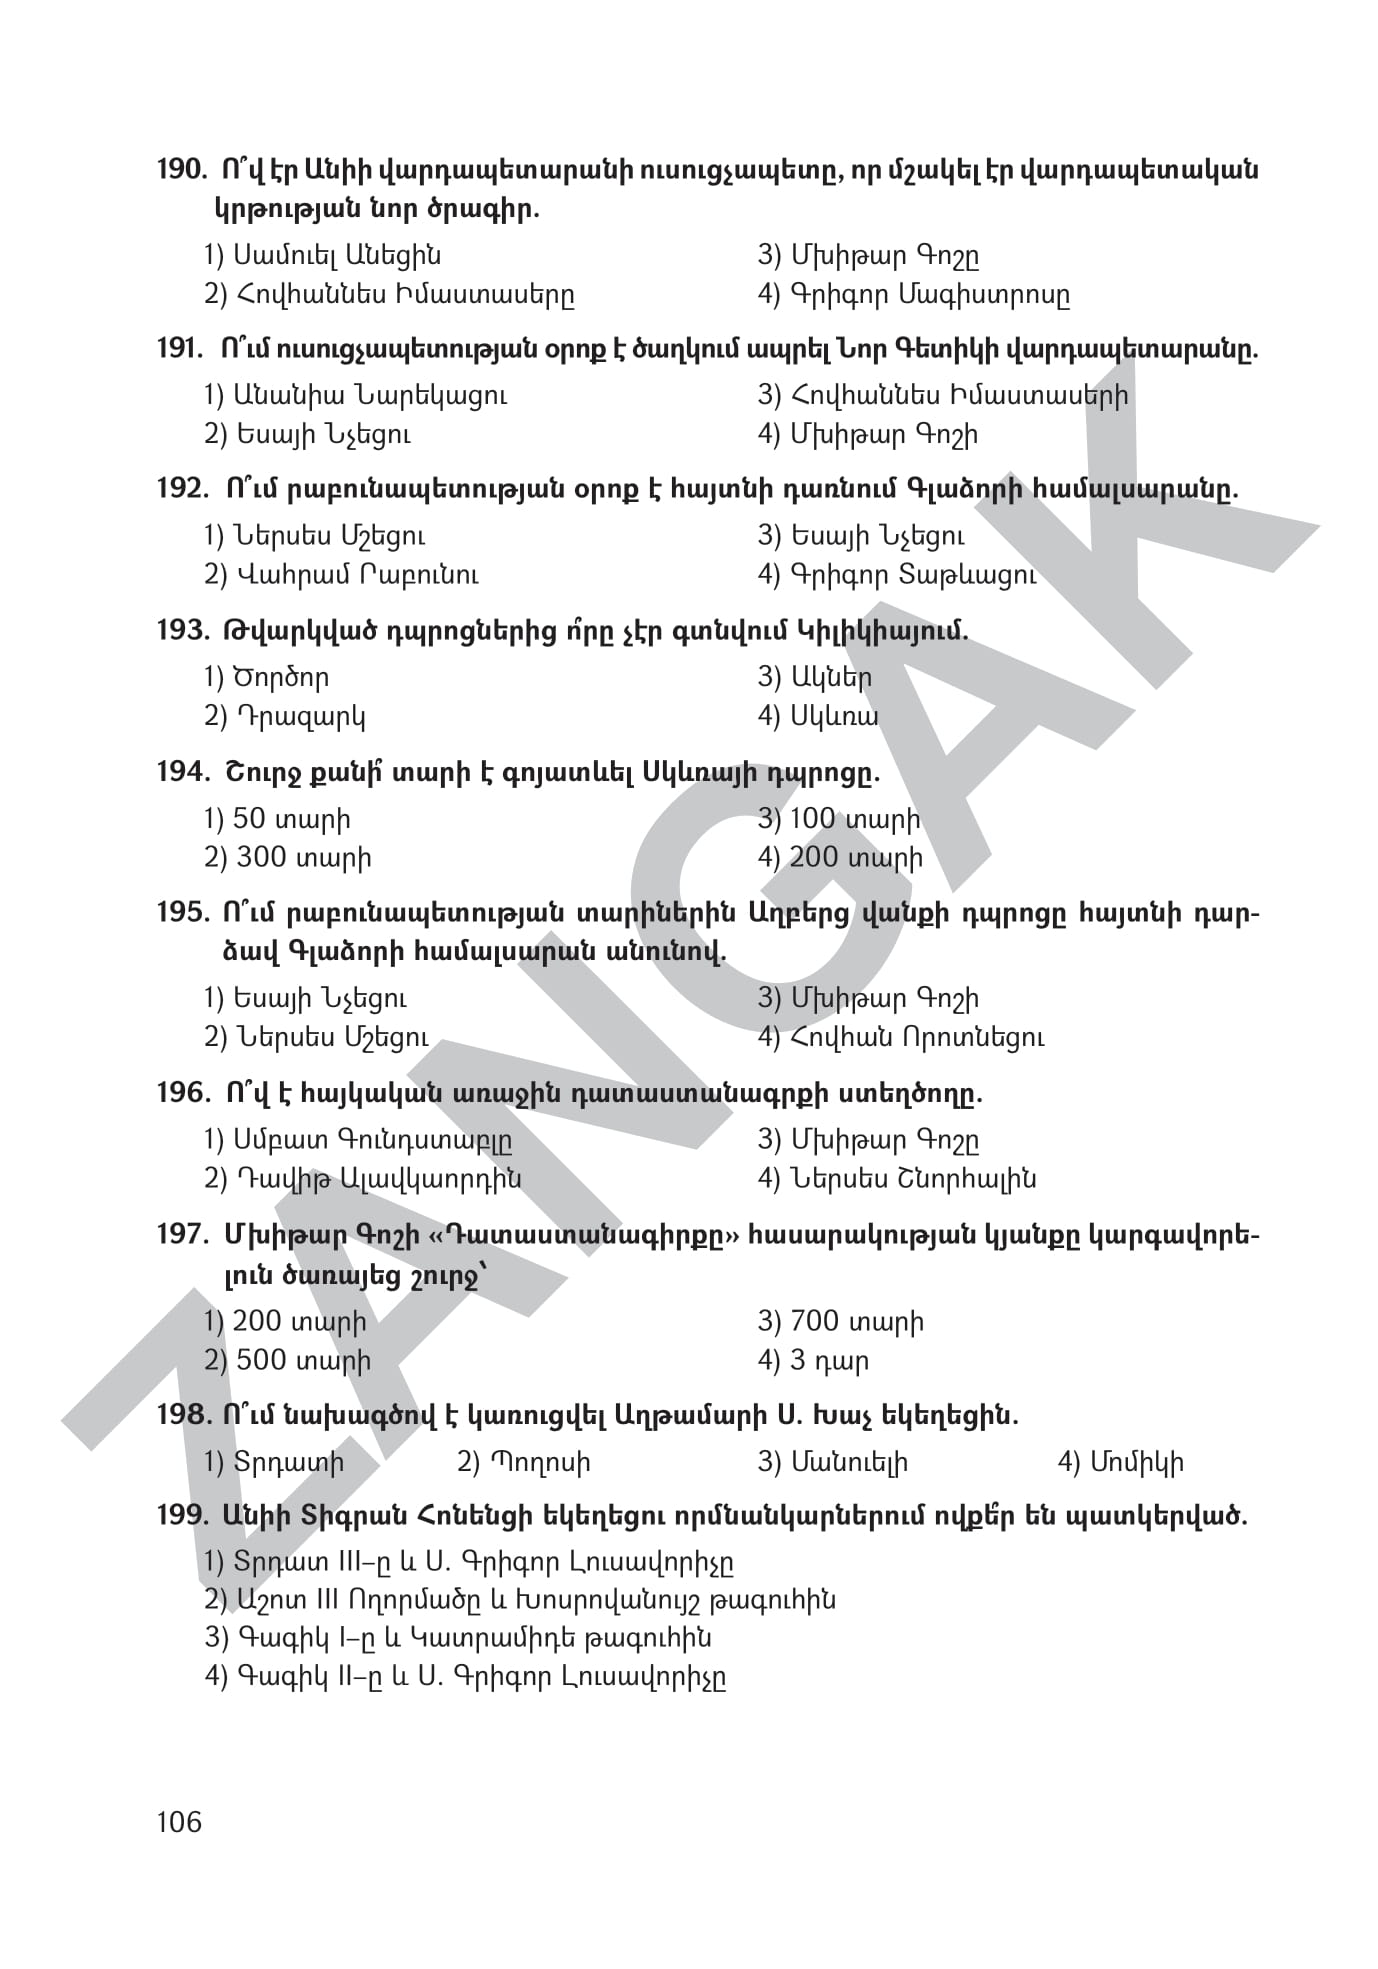 190. Ո՞վ էր Անիի վարդապետարանի ուսուցչապետը, որ մշակել էր վարդապետական
կրթության նոր ծրագիր.
1) Սամուել Անեցին 3) Մխիթար Գոշը
2) Հովհաննես Իմաստասերը 4) Գրիգոր Մագիստրոսը
191. Ո՞ւմ ուսուցչապետության օրոք է ծաղկում ապրել Նոր Գետիկի վարդապետարանը.
1) Անանիա Նարեկացու 3) Հովհաննես Իմաստասերի
2) Եսայի Նչեցու 4) Մխիթար Գոշի
192. Ո՞ւմ րաբունապետության օրոք է հայտնի դառնում Գլաձորի համալսարանը.
1) Ներսես Մշեցու 3) Եսայի Նչեցու
2) Վահրամ Րաբունու 4) Գրիգոր Տաթևացու
193. Թվարկված դպրոցներից ո՞րը չէր գտնվում Կիլիկիայում.
1) Ծործոր 3) Ակներ
2) Դրազարկ 4) Սկևռա
194. Շուրջ քանի՞ տարի է գոյատևել Սկևռայի դպրոցը.
1) 50 տարի 3) 100 տարի
2) 300 տարի 4) 200 տարի
195. Ո՞ւմ րաբունապետության տարիներին Աղբերց վանքի դպրոցը հայտնի դար-
ձավ Գլաձորի համալսարան անունով.
1) Եսայի Նչեցու 3) Մխիթար Գոշի
2) Ներսես Մշեցու 4) Հովհան Որոտնեցու
196. Ո՞վ է հայկական առաջին դատաստանագրքի ստեղծողը.
1) Սմբատ Գունդստաբլը 3) Մխիթար Գոշը
2) Դավիթ Ալավկաորդին 4) Ներսես Շնորհալին
197. Մխիթար Գոշի «Դատաստանագիրքը» հասարակության կյանքը կարգավորե-
լուն ծառայեց շուրջ՝
1) 200 տարի 3) 700 տարի
2) 500 տարի 4) 3 դար
198. Ո՞ւմ նախագծով է կառուցվել Աղթամարի Ս. Խաչ եկեղեցին.
1) Տրդատի 2) Պողոսի 3) Մանուելի 4) Մոմիկի
199. Անիի Տիգրան Հոնենցի եկեղեցու որմնանկարներում ովքե՞ր են պատկերված.
1) Տրդատ III–ը և Ս. Գրիգոր Լուսավորիչը
2) Աշոտ III Ողորմածը և Խոսրովանույշ թագուհին
3) Գագիկ I–ը և Կատրամիդե թագուհին
4) Գագիկ II–ը և Ս. Գրիգոր Լուսավորիչը
106
ZANGAK